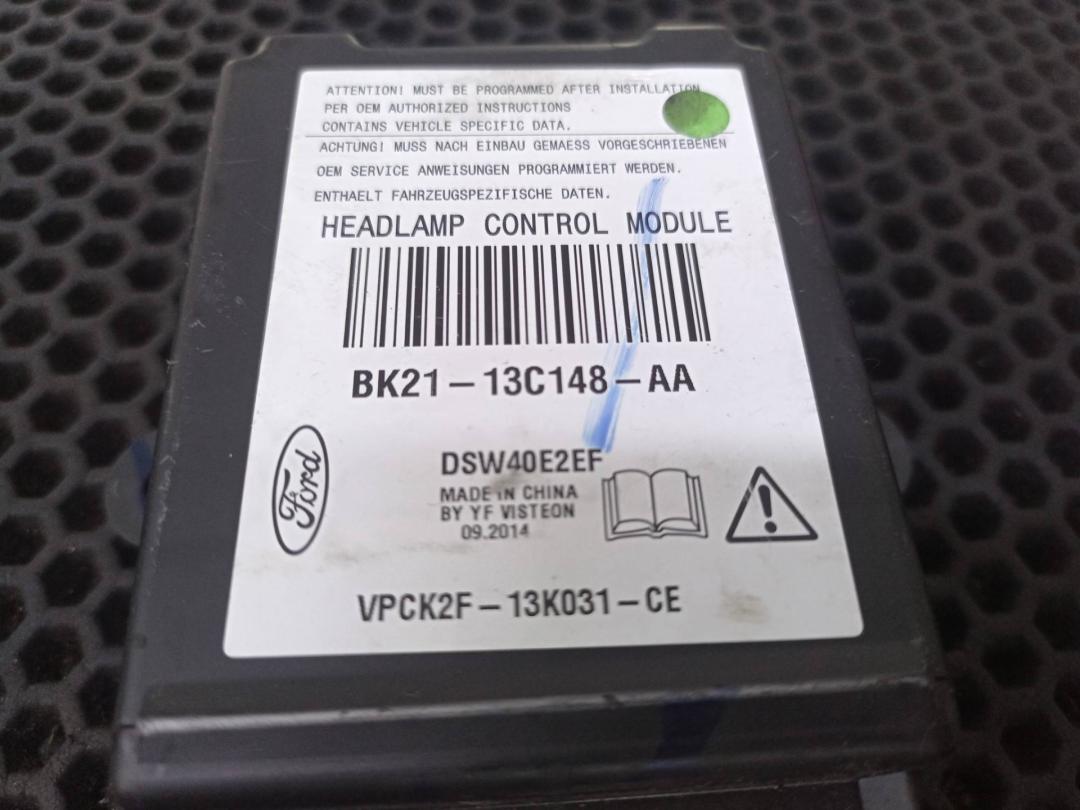 ATTENTION! MUST BE PROGRAMMED AFTER INSTALLATION
PER OEM AUTHORIZED INSTRUCTIONS
CONTAINS VEHICLE SPECIFIC DATA.
ACHTUNG! MUSS NACH EINBAU GEMAESS VORGESCHRIEBENEN
OEM SERVICE ANWEISUNGEN PROGRAMMIERT WERDEN.
ENTHAELT FAHRZEUGSPEZIFISCHE DATEN.
HEADLAMP CONTROL MODULE
BK21-13C148-AA
Ford
DSW40E2EF
MADE IN CHINA
BY YF VISTEON
09.2014
VPCK2F-13K031-CE